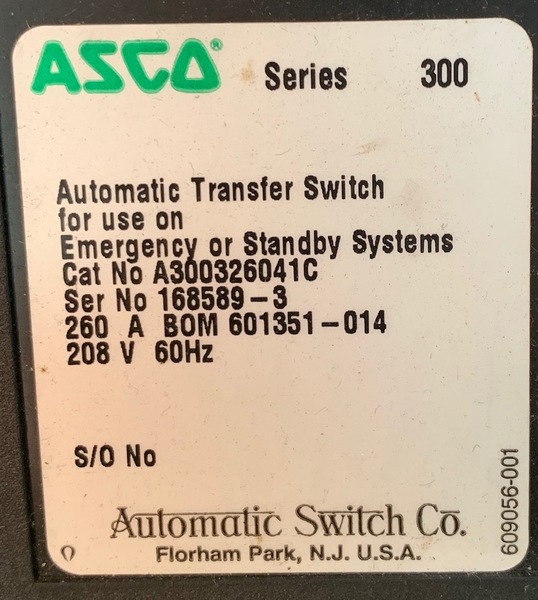 ASCO® Series 300
Automatic Transfer Switch
for use on
Emergency or Standby Systems
Cat No A300326041C
Ser No 168589-3
260 A BOM 601351-014
208 V 60Hz
S/O No
Automatic Switch Co.
Florham Park, N.J. U.S.A.
609056-001